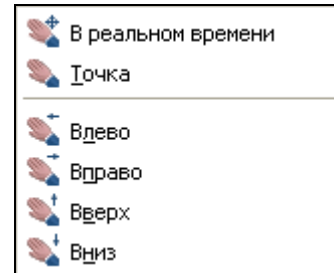 В реальном времени
Точка
Влево
Вправо
Вверх
Вниз